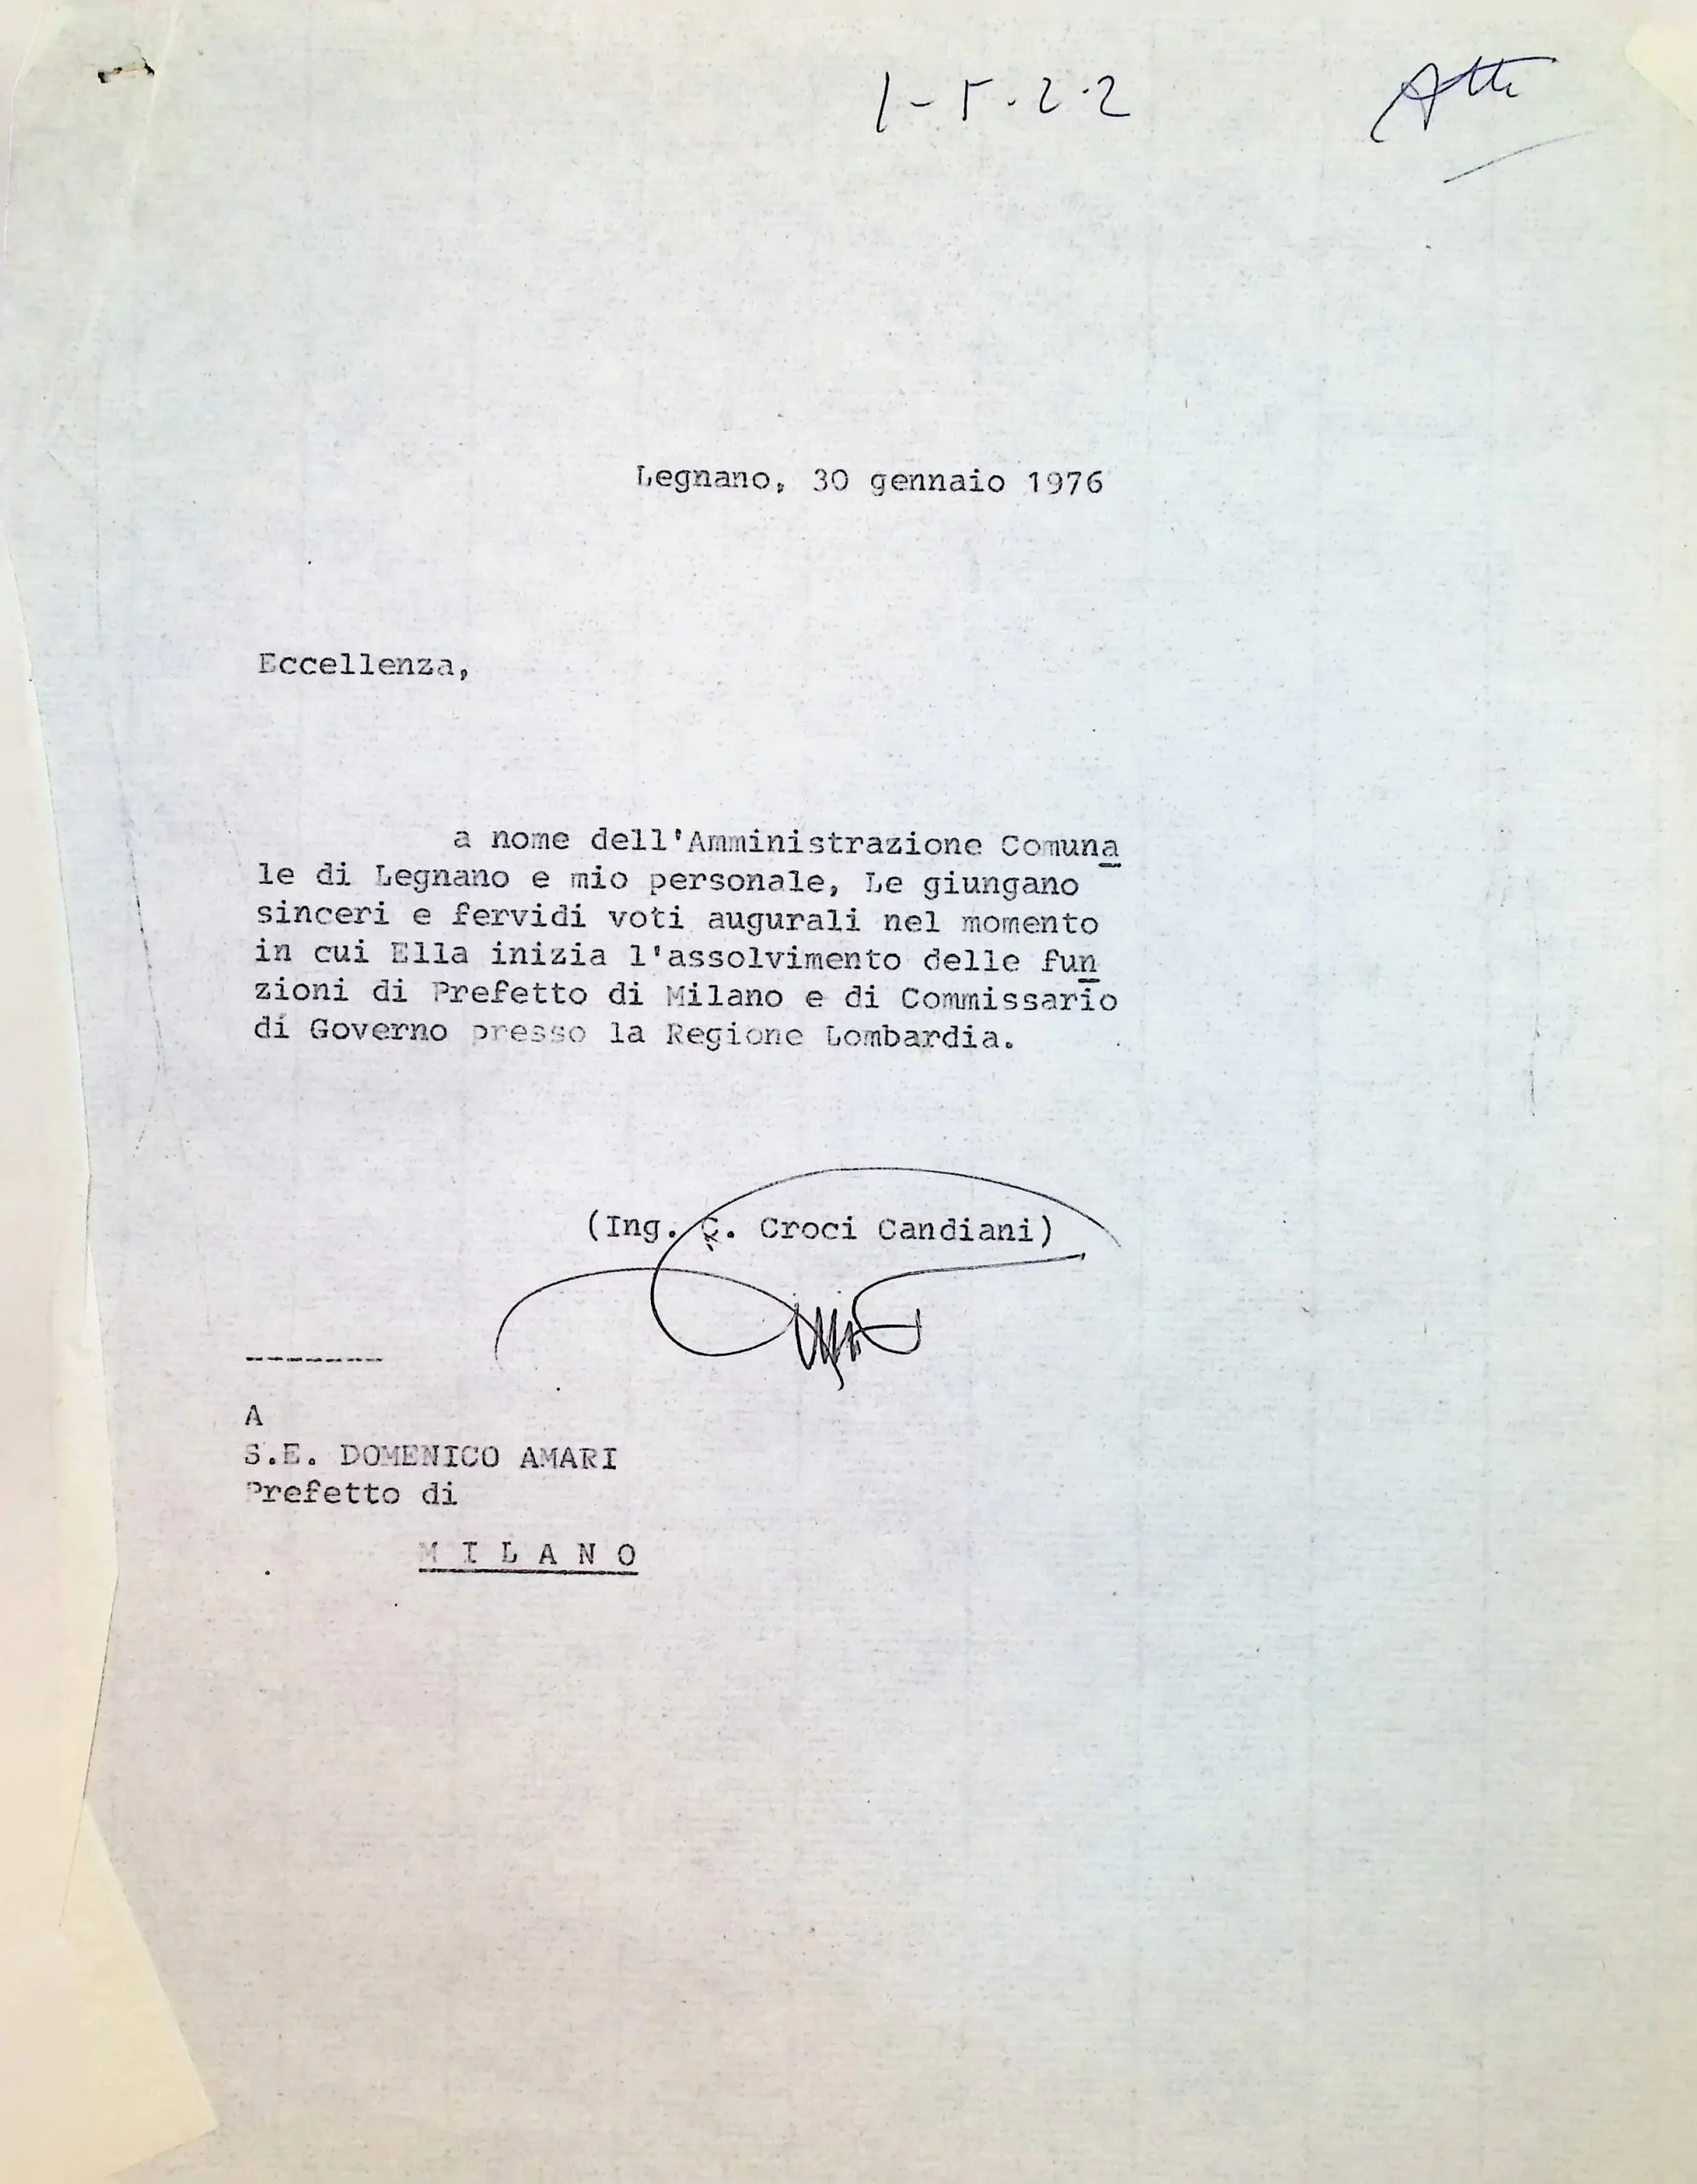 1-5.2.2 Atti
Legnano, 30 gennaio 1976
Eccellenza,
a nome dell'Amministrazione Comuna
le di Legnano e mio personale, Le giungano
sinceri e fervidi voti augurali nel momento
in cui Ella inizia l'assolvimento delle fun
zioni di Prefetto di Milano e di Commissario
di Governo presso la Regione Lombardia.
(Ing. Croci Candiani)
----------
A
S.E. DOMENICO AMARI
Prefetto di
M I L A N O